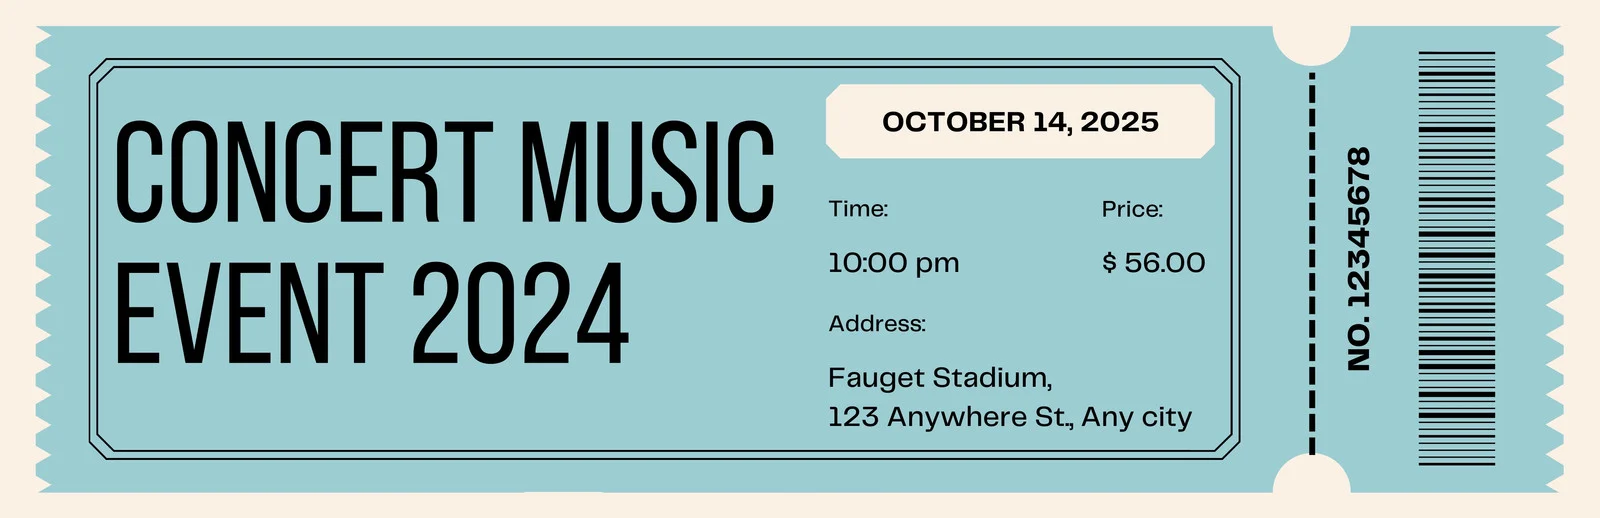 CONCERT MUSIC
EVENT 2024
OCTOBER 14, 2025
Time:
Price:
10:00 pm
$ 56.00
Address:
Fauget Stadium,
123 Anywhere St., Any city
NO. 12345678